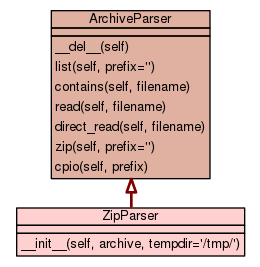 ArchiveParser
__del__(self)
list(self, prefix='')
contains(self, filename)
read(self, filename)
direct_read(self, filename)
zip(self, prefix='')
cpio(self, prefix)
ZipParser
__init__(self, archive, tempdir='/tmp/')